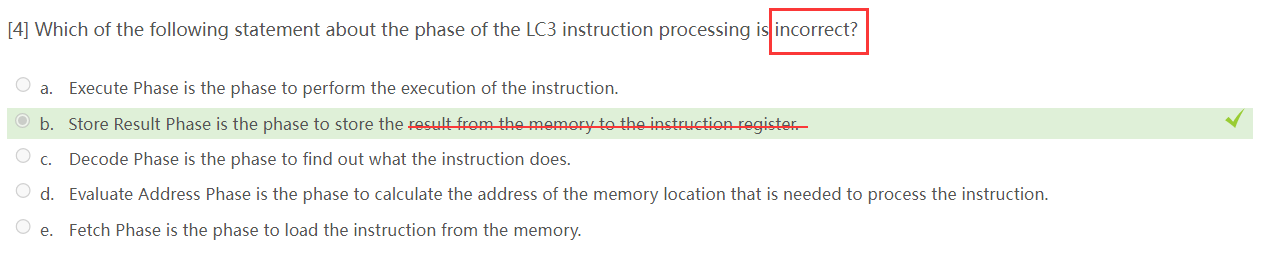 [4] Which of the following statement about the phase of the LC3 instruction processing is incorrect?
a. Execute Phase is the phase to perform the execution of the instruction.
b. Store Result Phase is the phase to store the result from the memory to the instruction register.
c. Decode Phase is the phase to find out what the instruction does.
d. Evaluate Address Phase is the phase to calculate the address of the memory location that is needed to process the instruction.
e. Fetch Phase is the phase to load the instruction from the memory.